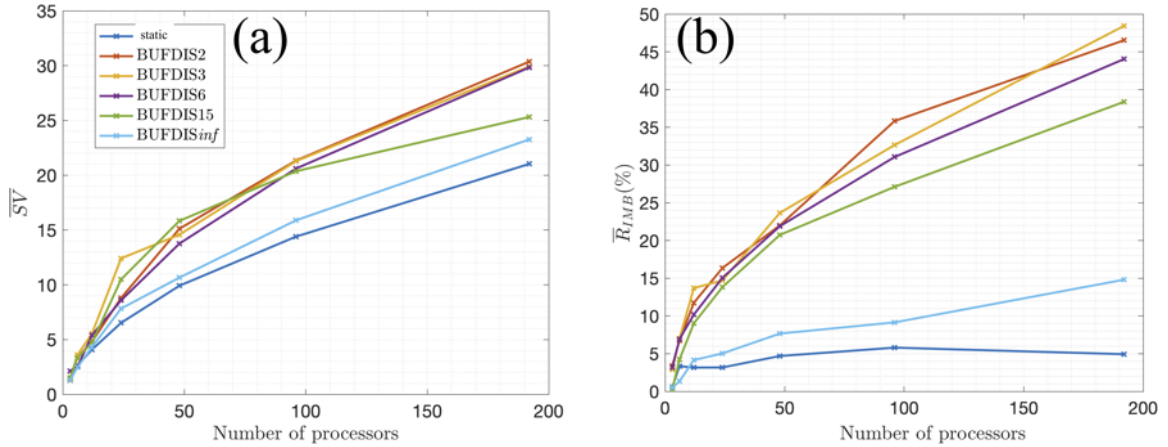 (a)
static
BUFDIS2
BUFDIS3
BUFDIS6
BUFDIS15
BUFDISinf
35
30
25
20
15
10
5
0
SV
0 50 100 150 200
Number of processors
(b)
50
45
40
35
30
25
20
15
10
5
0
R_IMB(%)
0 50 100 150 200
Number of processors